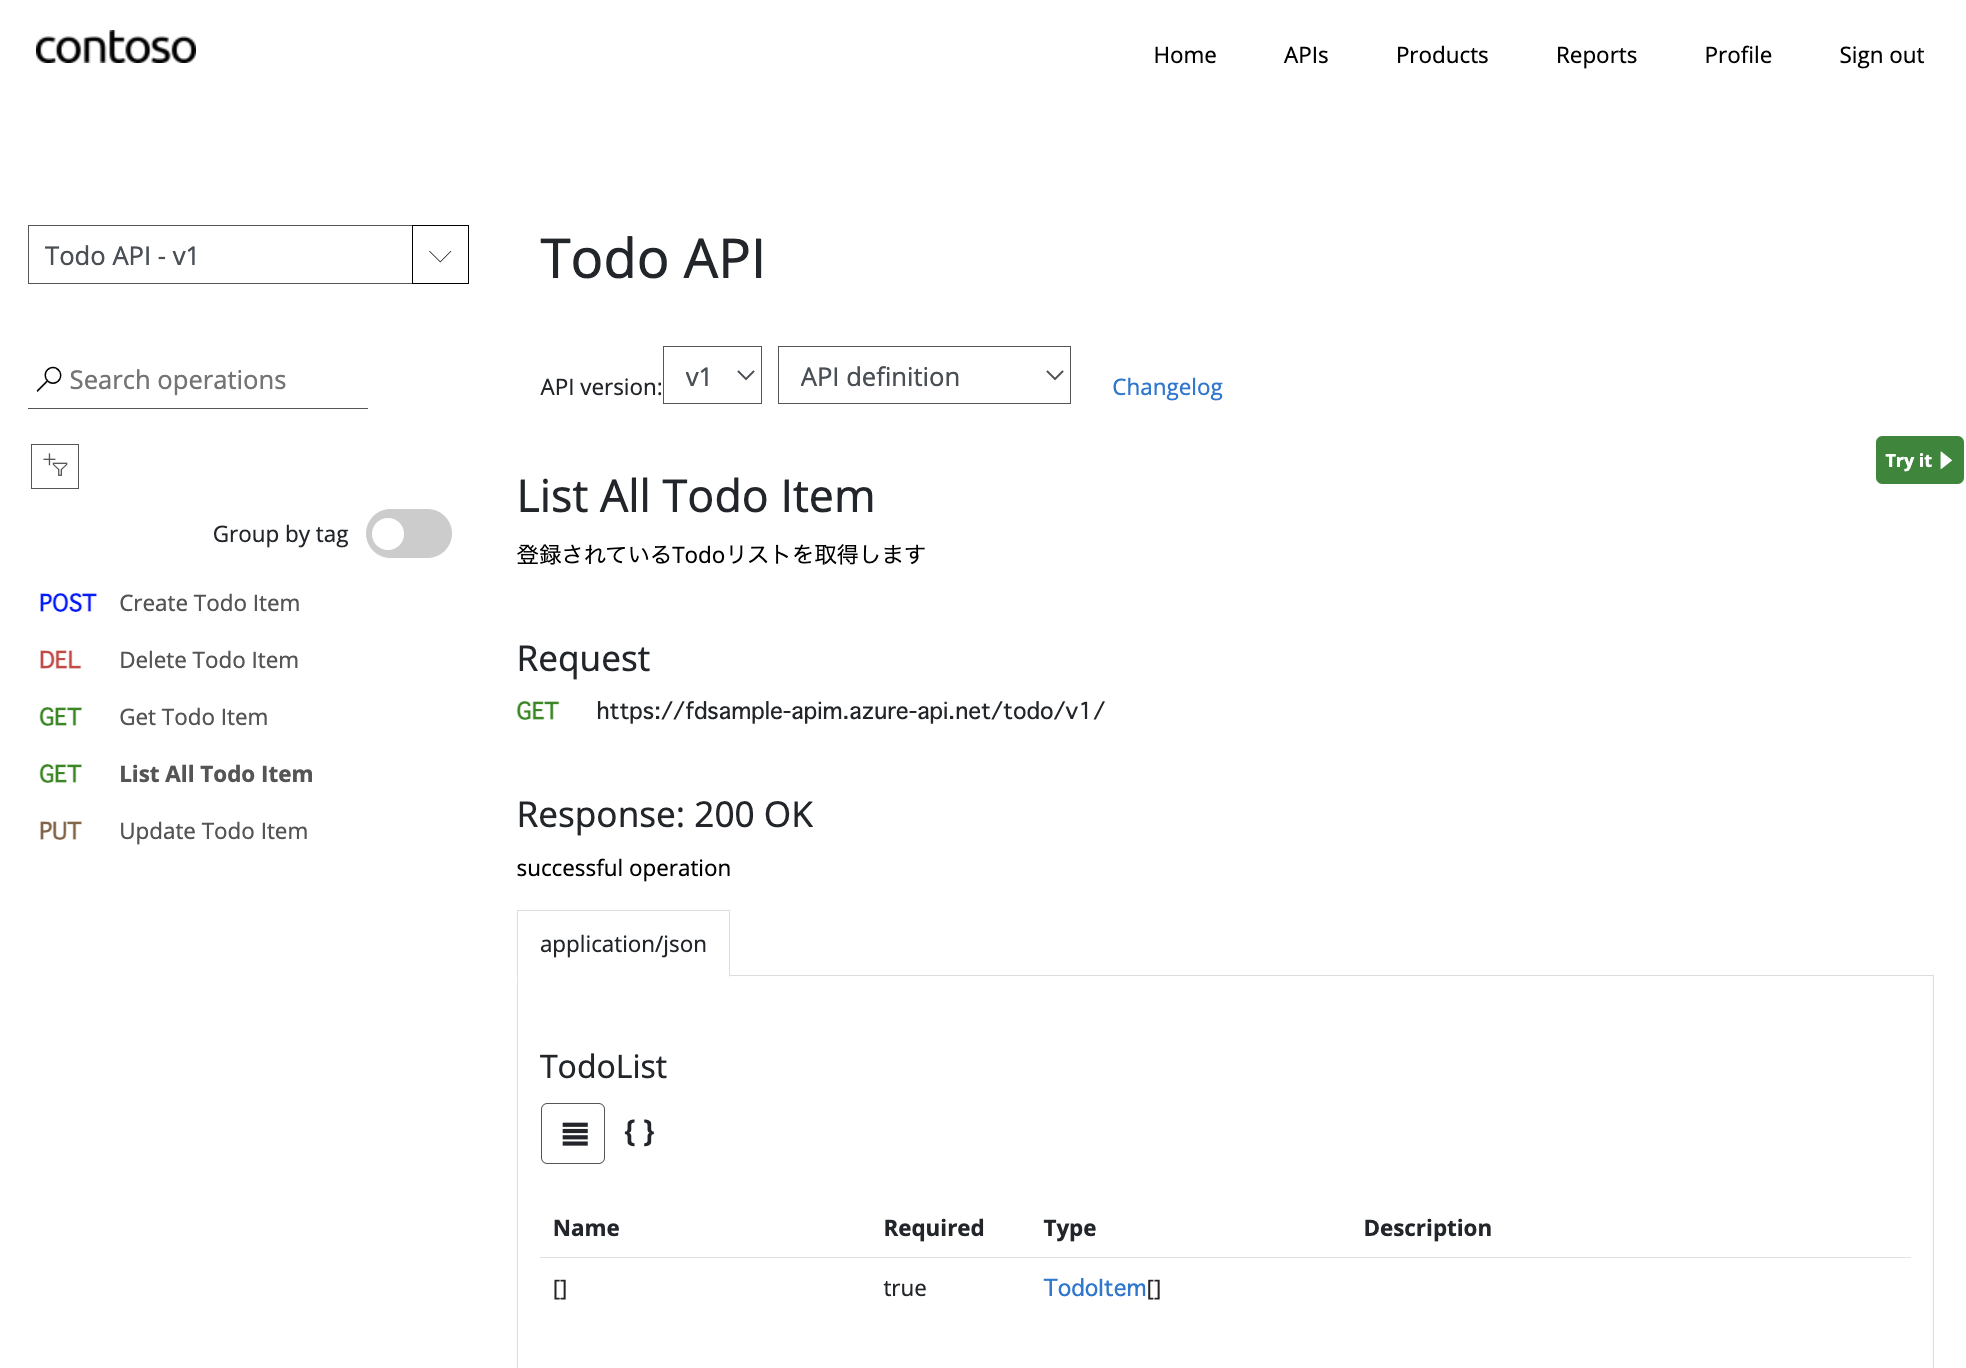 contoso
Home APIs Products Reports Profile Sign out
Todo API - v1
Search operations
Group by tag
POST Create Todo Item
DEL Delete Todo Item
GET Get Todo Item
GET List All Todo Item
PUT Update Todo Item
Todo API
API version: v1 API definition Changelog
Try it
List All Todo Item
登録されているTodoリストを取得します
Request
GET https://fdsample-apim.azure-api.net/todo/v1/
Response: 200 OK
successful operation
application/json
TodoList
{ }
Name Required Type Description
[] true TodoItem[]